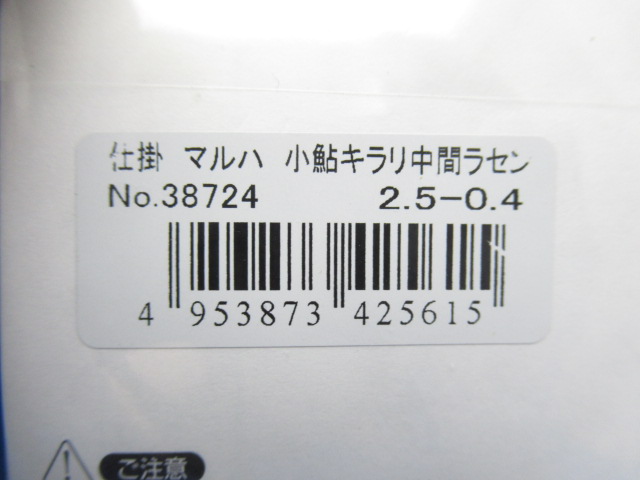 仕掛 マルハ 小鮎キラリ中間ラセン
No.38724 2.5-0.4
4 953873 425615
ご注意